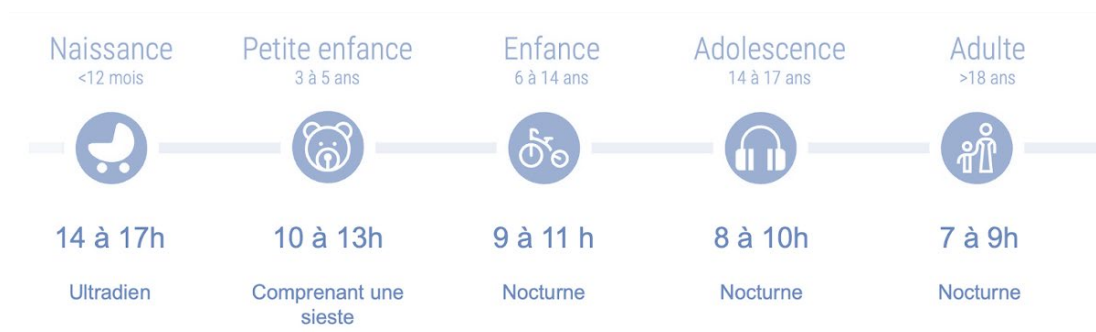 Naissance
<12 mois
Petite enfance
3 à 5 ans
Enfance
6 à 14 ans
Adolescence
14 à 17 ans
Adulte
>18 ans
14 à 17h
10 à 13h
9 à 11 h
8 à 10h
7 à 9h
Ultradien
Comprenant une
sieste
Nocturne
Nocturne
Nocturne